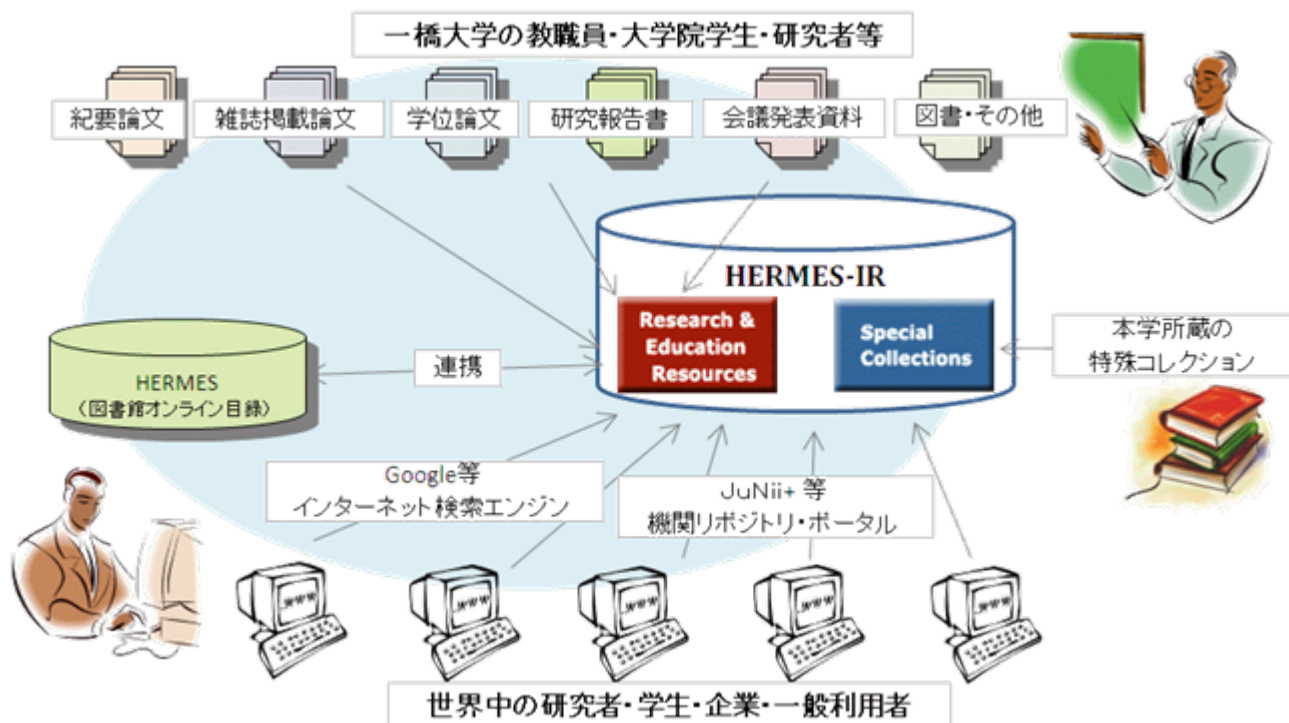 一橋大学の教職員・大学院学生・研究者等
紀要論文
雑誌掲載論文
学位論文
研究報告書
会議発表資料
図書・その他
HERMES-IR
Research &
Education
Resources
Special
Collections
本学所蔵の
特殊コレクション
連携
HERMES
〈図書館オンライン目録〉
Google等
インターネット検索エンジン
JuNii+ 等
機関リポジトリ・ポータル
世界中の研究者・学生・企業・一般利用者